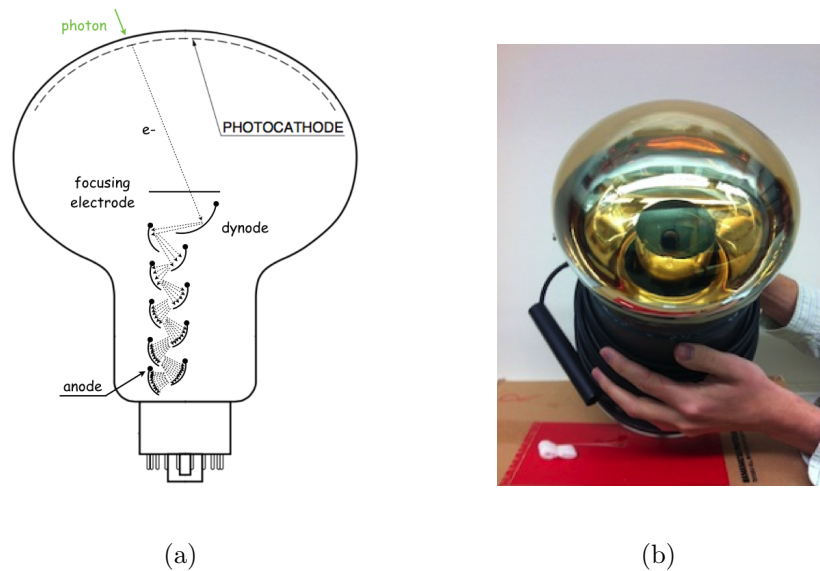 photon
e-
PHOTOCATHODE
focusing
electrode
dynode
anode
(a)
(b)